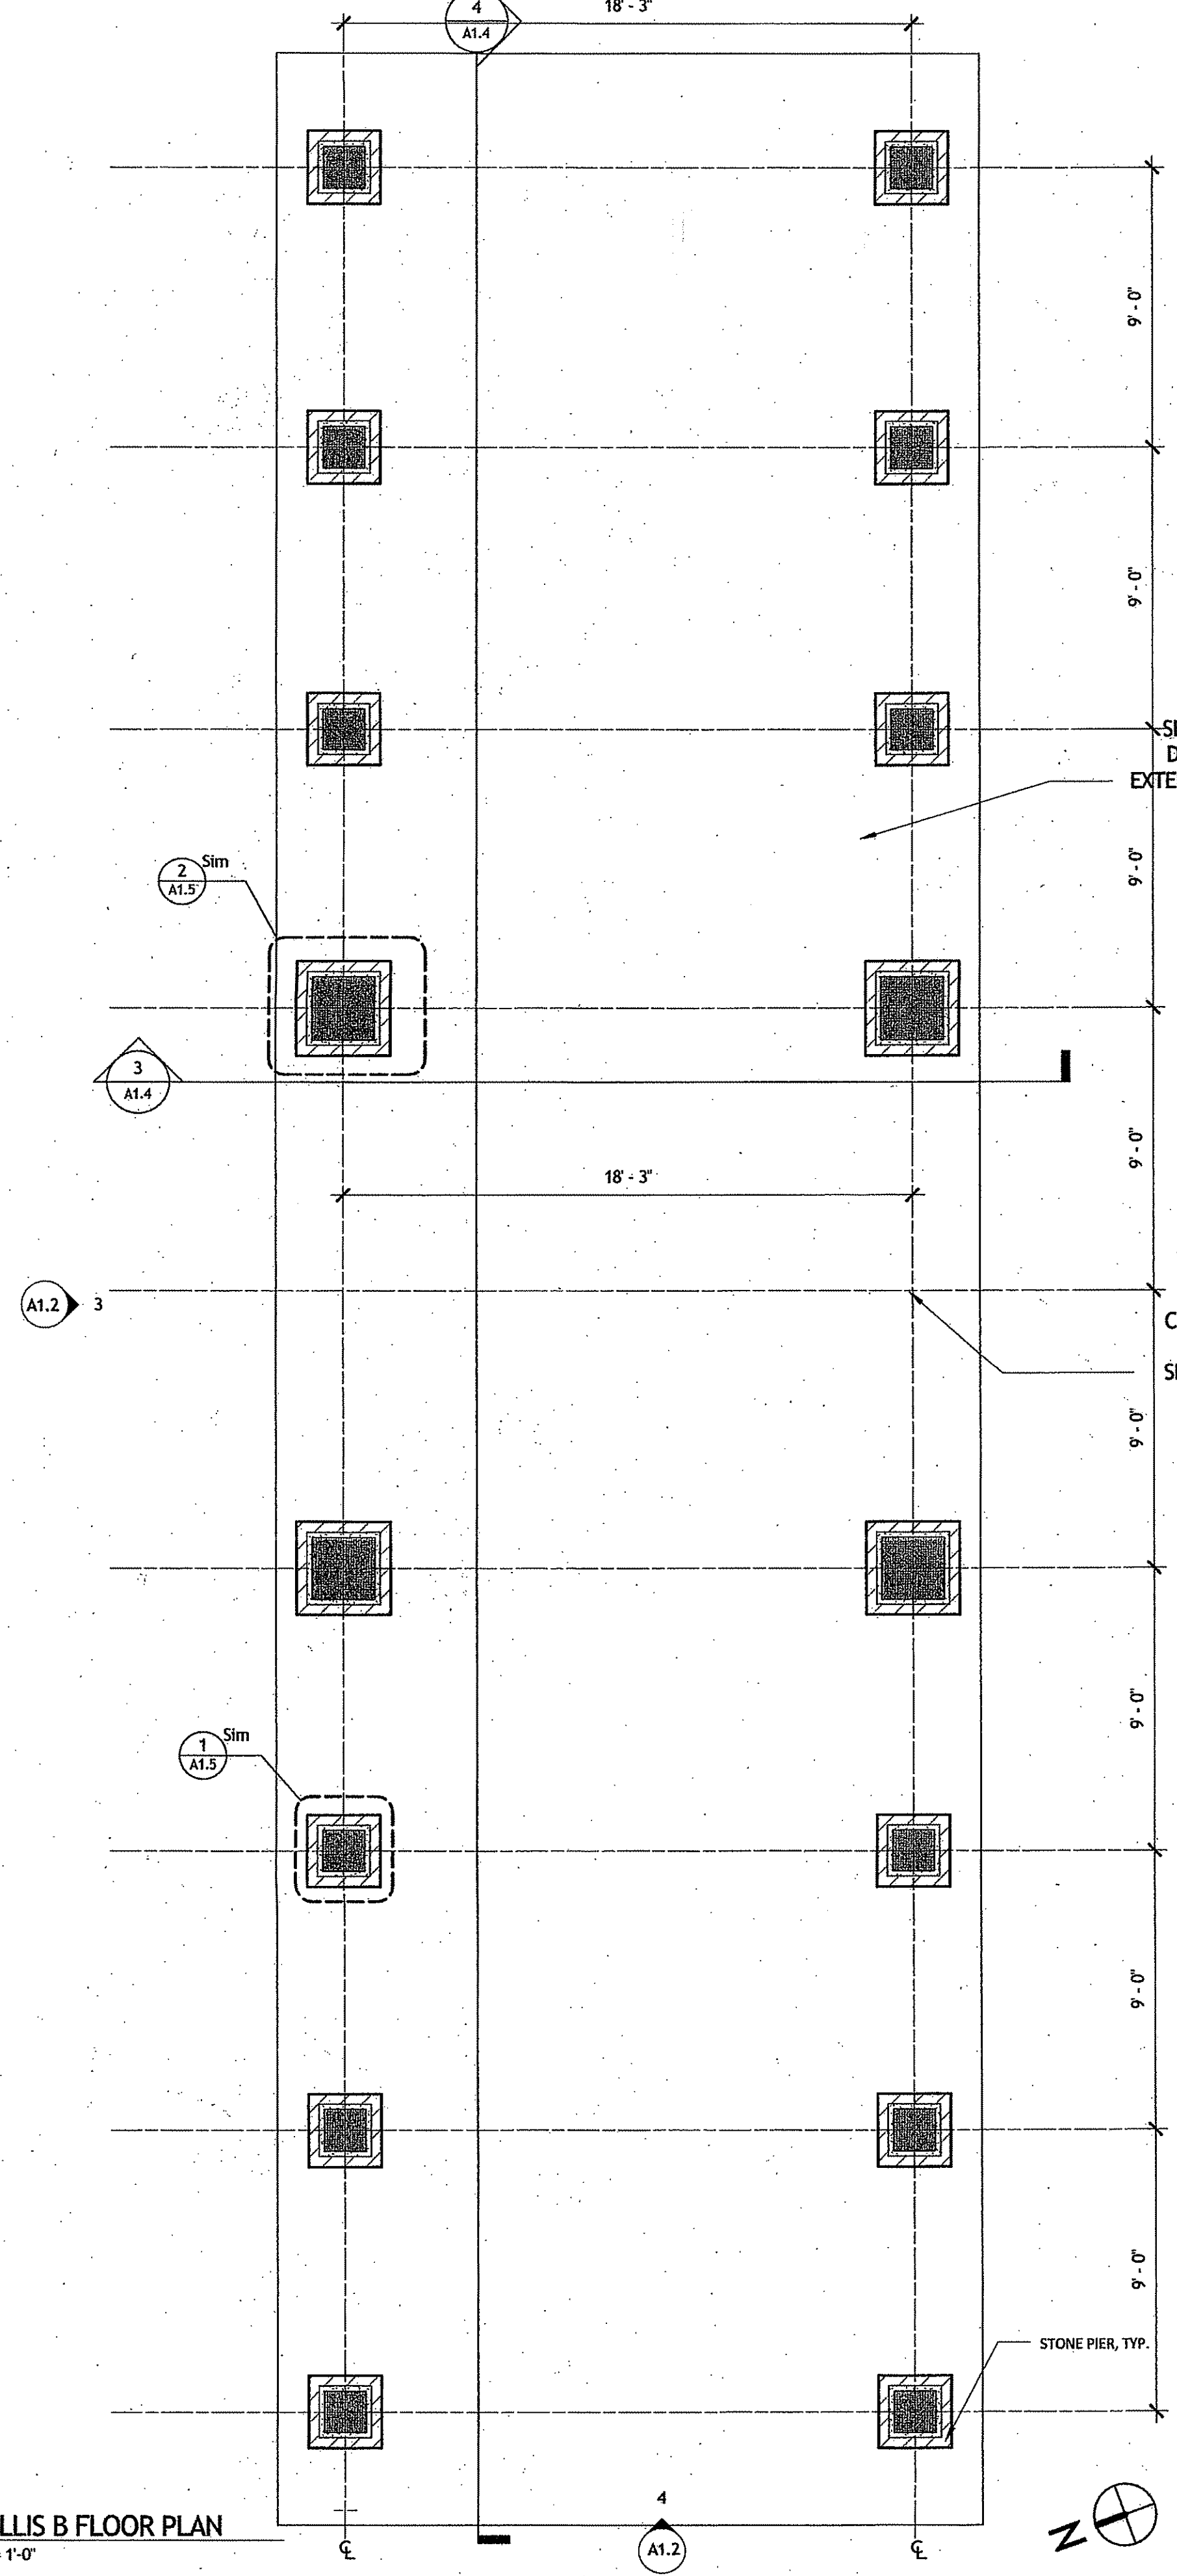 4
A1.4
18' - 3"
9' - 0"
9' - 0"
EXTE
9' - 0"
2
A1.5
Sim
3
A1.4
9' - 0"
18' - 3"
A1.2
3
C
9' - 0"
1
A1.5
Sim
9' - 0"
9' - 0"
9' - 0"
STONE PIER, TYP.
4
A1.2
LLIS B FLOOR PLAN
1'-0"
℄
℄
N